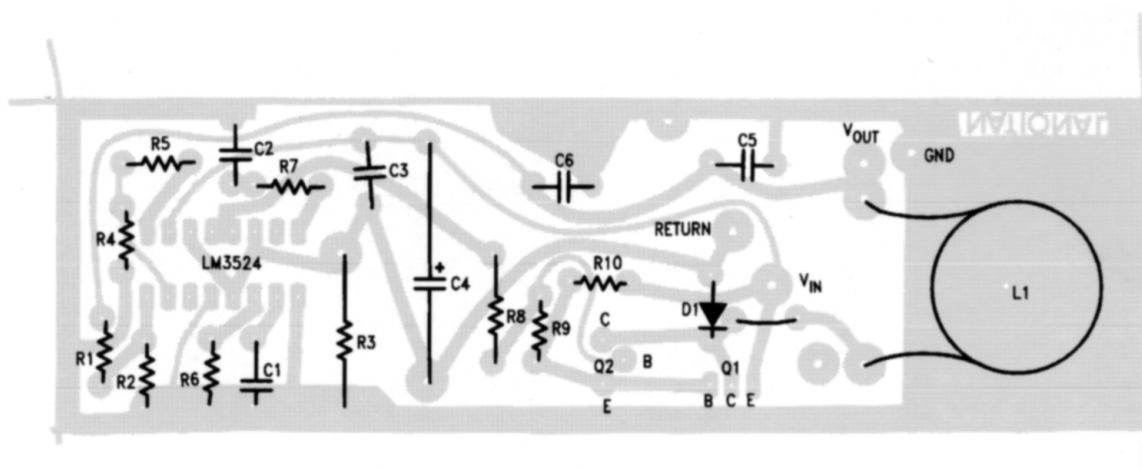 NATIONAL
R5
C2
R7
C3
C6
C5
VOUT
GND
R4
LM3524
RETURN
C4
R10
VIN
L1
D1
R1
R2
R6
C1
R3
R8
R9
C
B
Q2
Q1
E
B C E